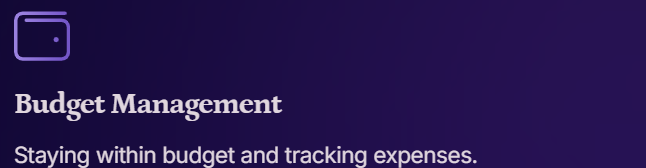 Budget Management
Staying within budget and tracking expenses.